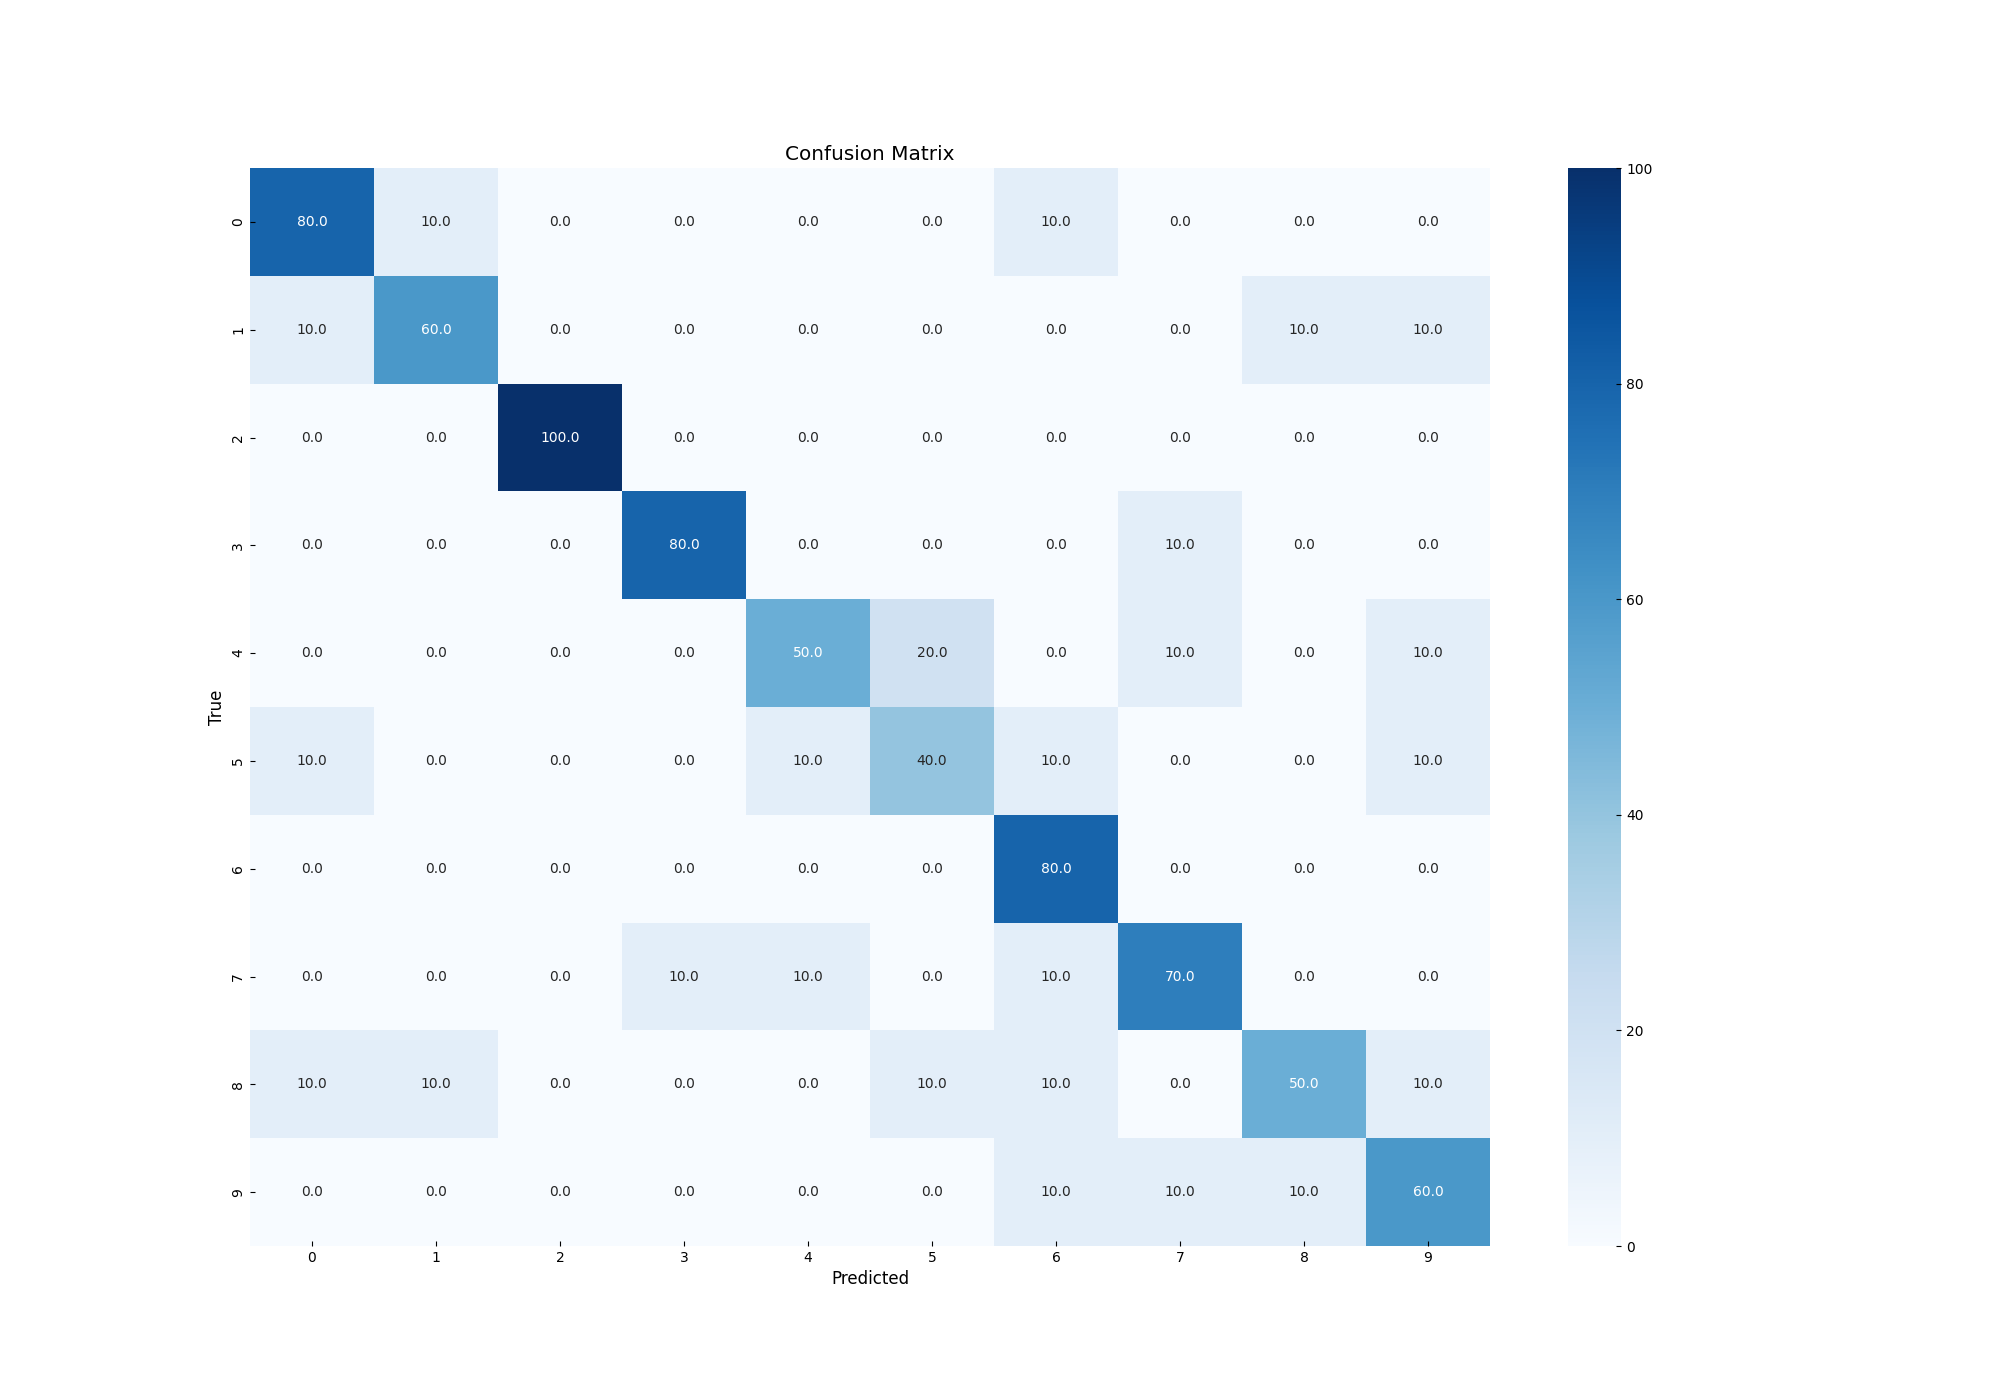 Confusion Matrix
0 80.0 10.0 0.0 0.0 0.0 0.0 10.0 0.0 0.0 0.0
1 10.0 60.0 0.0 0.0 0.0 0.0 0.0 0.0 10.0 10.0
2 0.0 0.0 100.0 0.0 0.0 0.0 0.0 0.0 0.0 0.0
3 0.0 0.0 0.0 80.0 0.0 0.0 0.0 10.0 0.0 0.0
4 0.0 0.0 0.0 0.0 50.0 20.0 0.0 10.0 0.0 10.0
5 10.0 0.0 0.0 0.0 10.0 40.0 10.0 0.0 0.0 10.0
6 0.0 0.0 0.0 0.0 0.0 0.0 80.0 0.0 0.0 0.0
7 0.0 0.0 0.0 10.0 10.0 0.0 10.0 70.0 0.0 0.0
8 10.0 10.0 0.0 0.0 0.0 10.0 10.0 0.0 50.0 10.0
9 0.0 0.0 0.0 0.0 0.0 0.0 10.0 10.0 10.0 60.0
0 1 2 3 4 5 6 7 8 9
Predicted
True
100
80
60
40
20
0